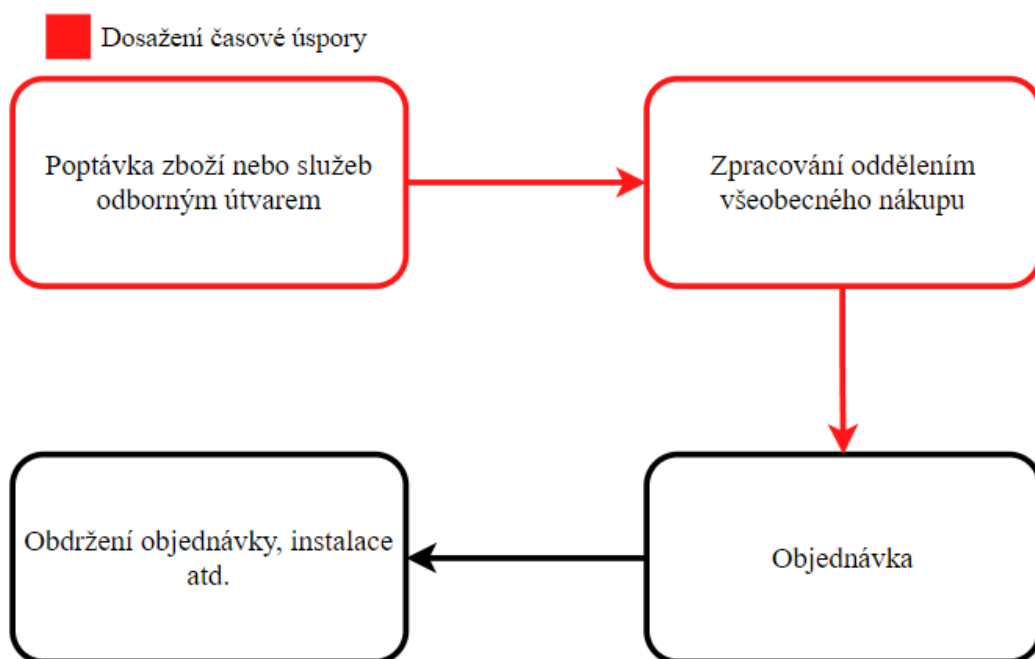 Dosažení časové úspory
Poptávka zboží nebo služeb
odborným útvarem
Zpracování oddělením
všeobecného nákupu
Obdržení objednávky, instalace
atd.
Objednávka